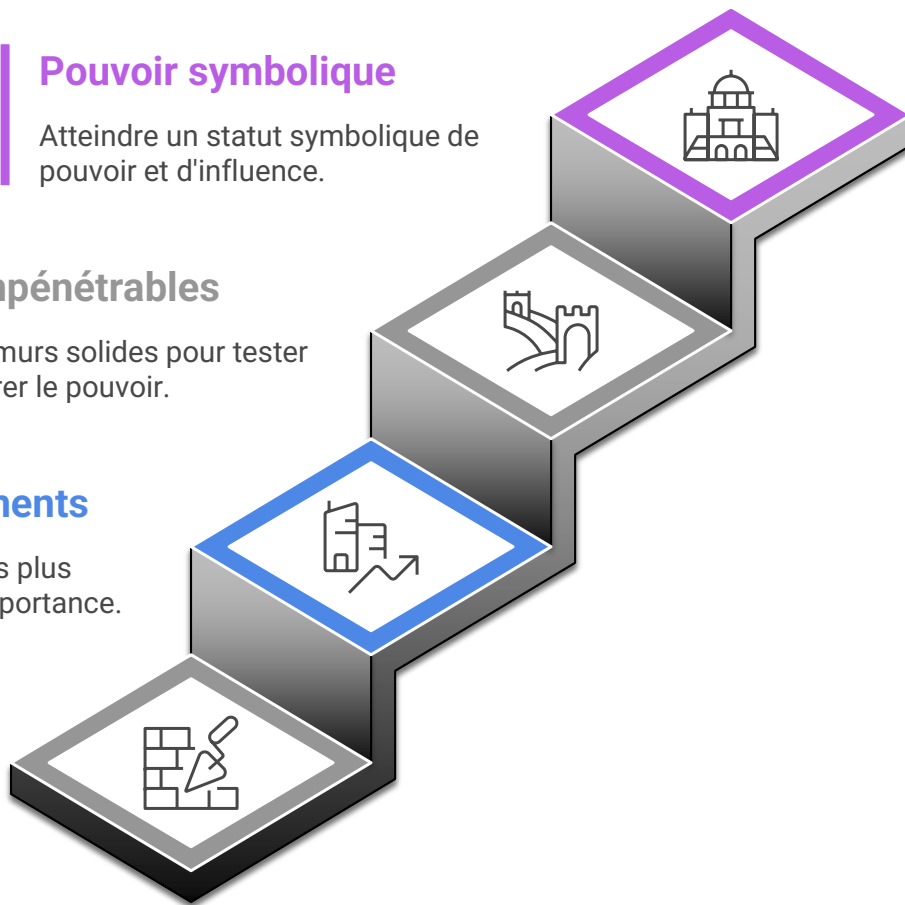 Pouvoir symbolique
Atteindre un statut symbolique de
pouvoir et d'influence.
npénétrables
murs solides pour tester
rer le pouvoir.
nents
s plus
portance.